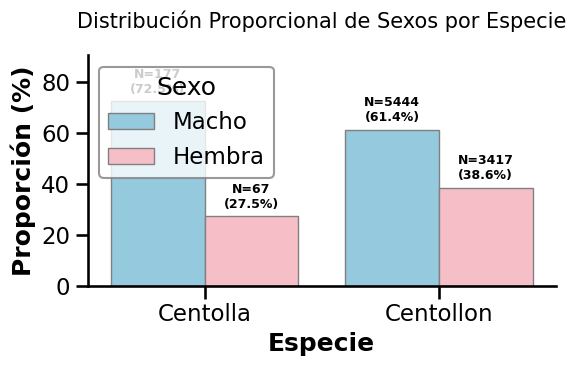 Distribución Proporcional de Sexos por Especie
Proporción (%)
80
60
40
20
0
N=177
Sexo
Macho
Hembra
N=67
(27.5%)
N=5444
(61.4%)
N=3417
(38.6%)
Centolla
Centollon
Especie